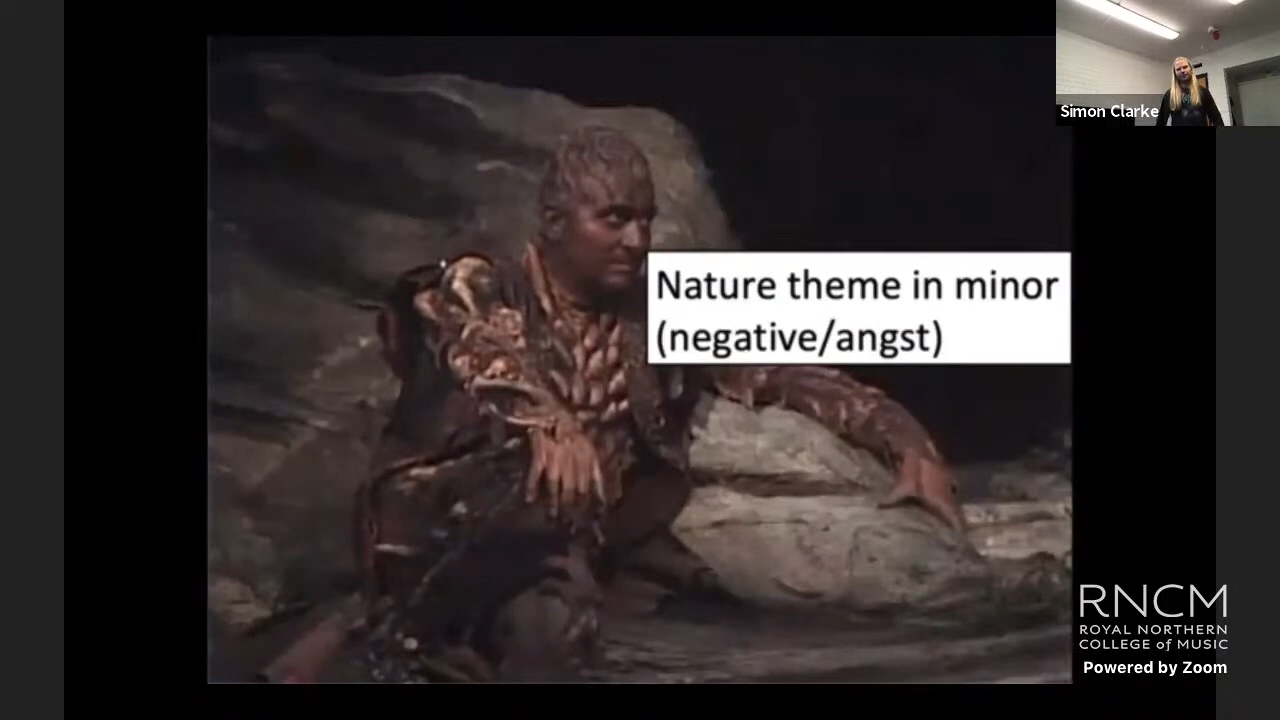 Simon Clarke
Nature theme in minor
(negative/angst)
RNCM
ROYAL NORTHERN
COLLEGE of MUSIC
Powered by Zoom